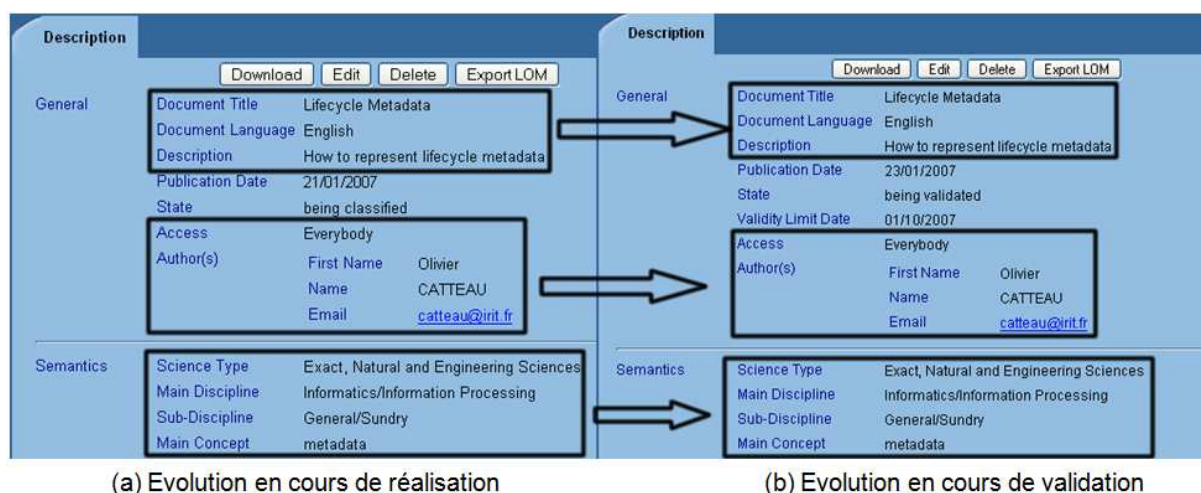 Description
Download Edit Delete Export LOM
General
Document Title Lifecycle Metadata
Document Language English
Description How to represent lifecycle metadata
Publication Date 21/01/2007
State being classified
Access Everybody
Author(s)
First Name Olivier
Name CATTEAU
Email catteau@irit.fr
Semantics
Science Type Exact, Natural and Engineering Sciences
Main Discipline Informatics/Information Processing
Sub-Discipline General/Sundry
Main Concept metadata
(a) Evolution en cours de réalisation
Description
Download Edit Delete Export LOM
General
Document Title Lifecycle Metadata
Document Language English
Description How to represent lifecycle metadata
Publication Date 23/01/2007
State being validated
Validity Limit Date 01/10/2007
Access Everybody
Author(s)
First Name Olivier
Name CATTEAU
Email catteau@irit.fr
Semantics
Science Type Exact, Natural and Engineering Sciences
Main Discipline Informatics/Information Processing
Sub-Discipline General/Sundry
Main Concept metadata
(b) Evolution en cours de validation